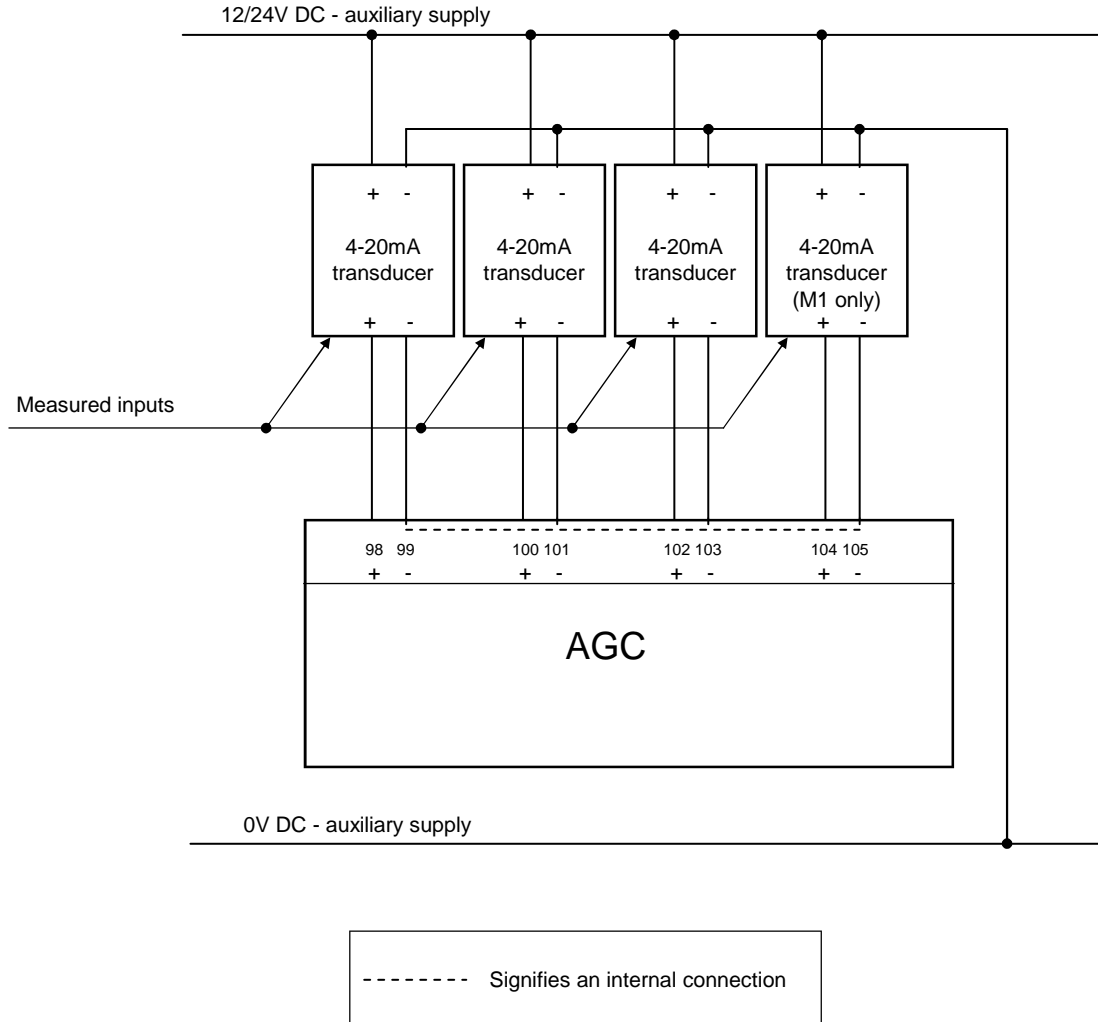 12/24V DC - auxiliary supply
+ - + - + - + -
4-20mA transducer
4-20mA transducer
4-20mA transducer
4-20mA transducer (M1 only)
+ - + - + - + -
Measured inputs
98 99 100 101 102 103 104 105
+ - + - + - + -
AGC
0V DC - auxiliary supply
Signifies an internal connection